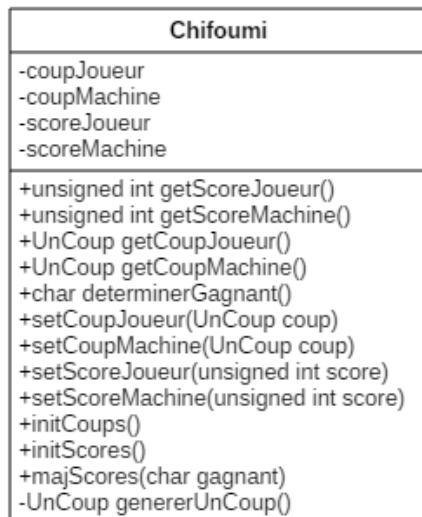 Chifoumi
-coupJoueur
-coupMachine
-scoreJoueur
-scoreMachine
+unsigned int getScoreJoueur()
+unsigned int getScoreMachine()
+UnCoup getCoupJoueur()
+UnCoup getCoupMachine()
+char determinerGagnant()
+setCoupJoueur(UnCoup coup)
+setCoupMachine(UnCoup coup)
+setScoreJoueur(unsigned int score)
+setScoreMachine(unsigned int score)
+initCoups()
+initScores()
+majScores(char gagnant)
-UnCoup genererUnCoup()